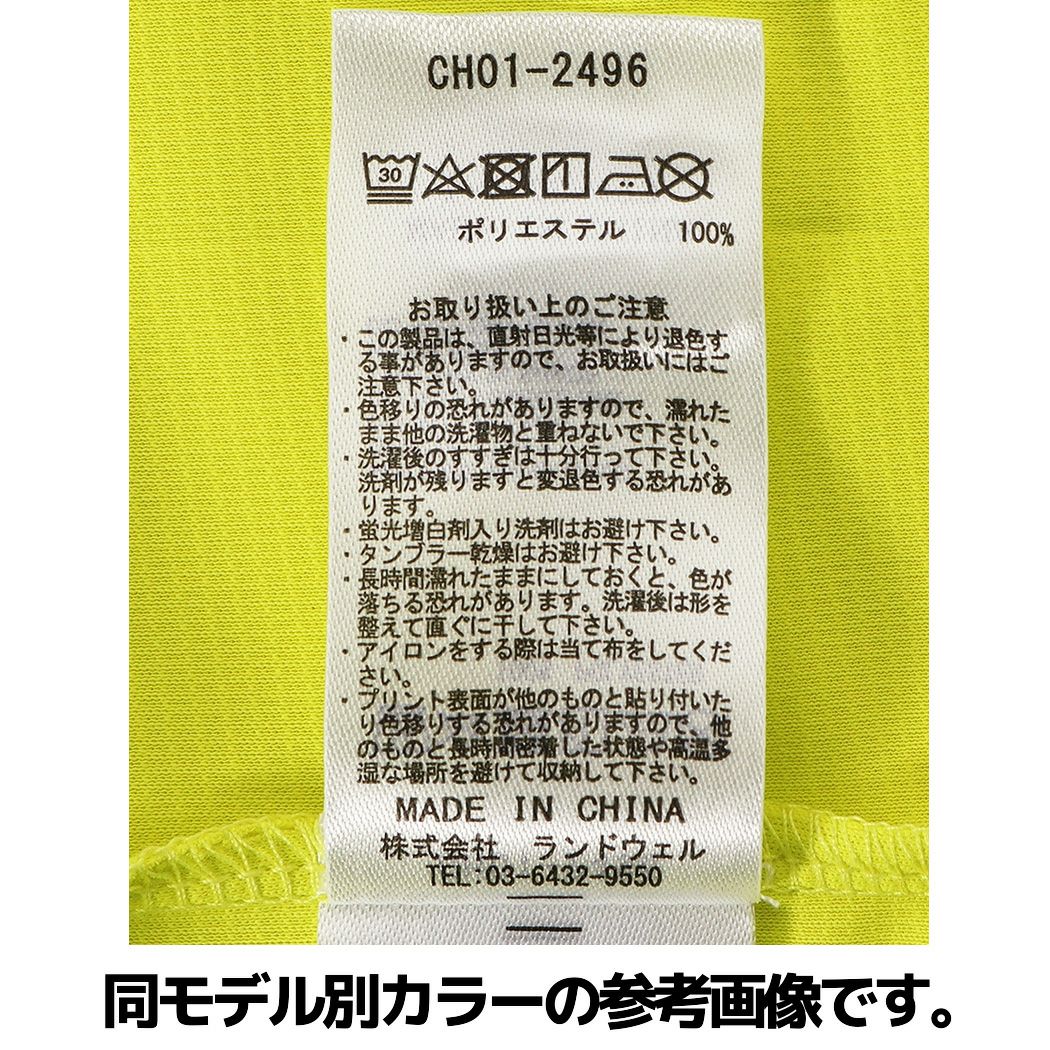 CH01-2496
30
ポリエステル 100%
お取り扱い上のご注意
・この製品は、直射日光等により退色す
る事がありますので、お取扱いにはご
注意下さい。
・色移りの恐れがありますので、濡れた
まま他の洗濯物と重ねないで下さい。
・洗濯後のすすぎは十分行って下さい。
洗剤が残りますと変退色する恐れがあ
ります。
・蛍光増白剤入り洗剤はお避け下さい。
・タンブラー乾燥はお避け下さい。
・長時間濡れたままにしておくと、色が
落ちる恐れがあります。洗濯後は形を
整えて直ぐに干して下さい。
・アイロンをする際は当て布をしてくだ
さい。
・プリント表面が他のものと貼り付いた
り色移りする恐れがありますので、他
のものと長時間密着した状態や高温多
湿な場所を避けて収納して下さい。
MADE IN CHINA
株式会社 ランドウェル
TEL:03-6432-9550
同モデル別カラーの参考画像です。